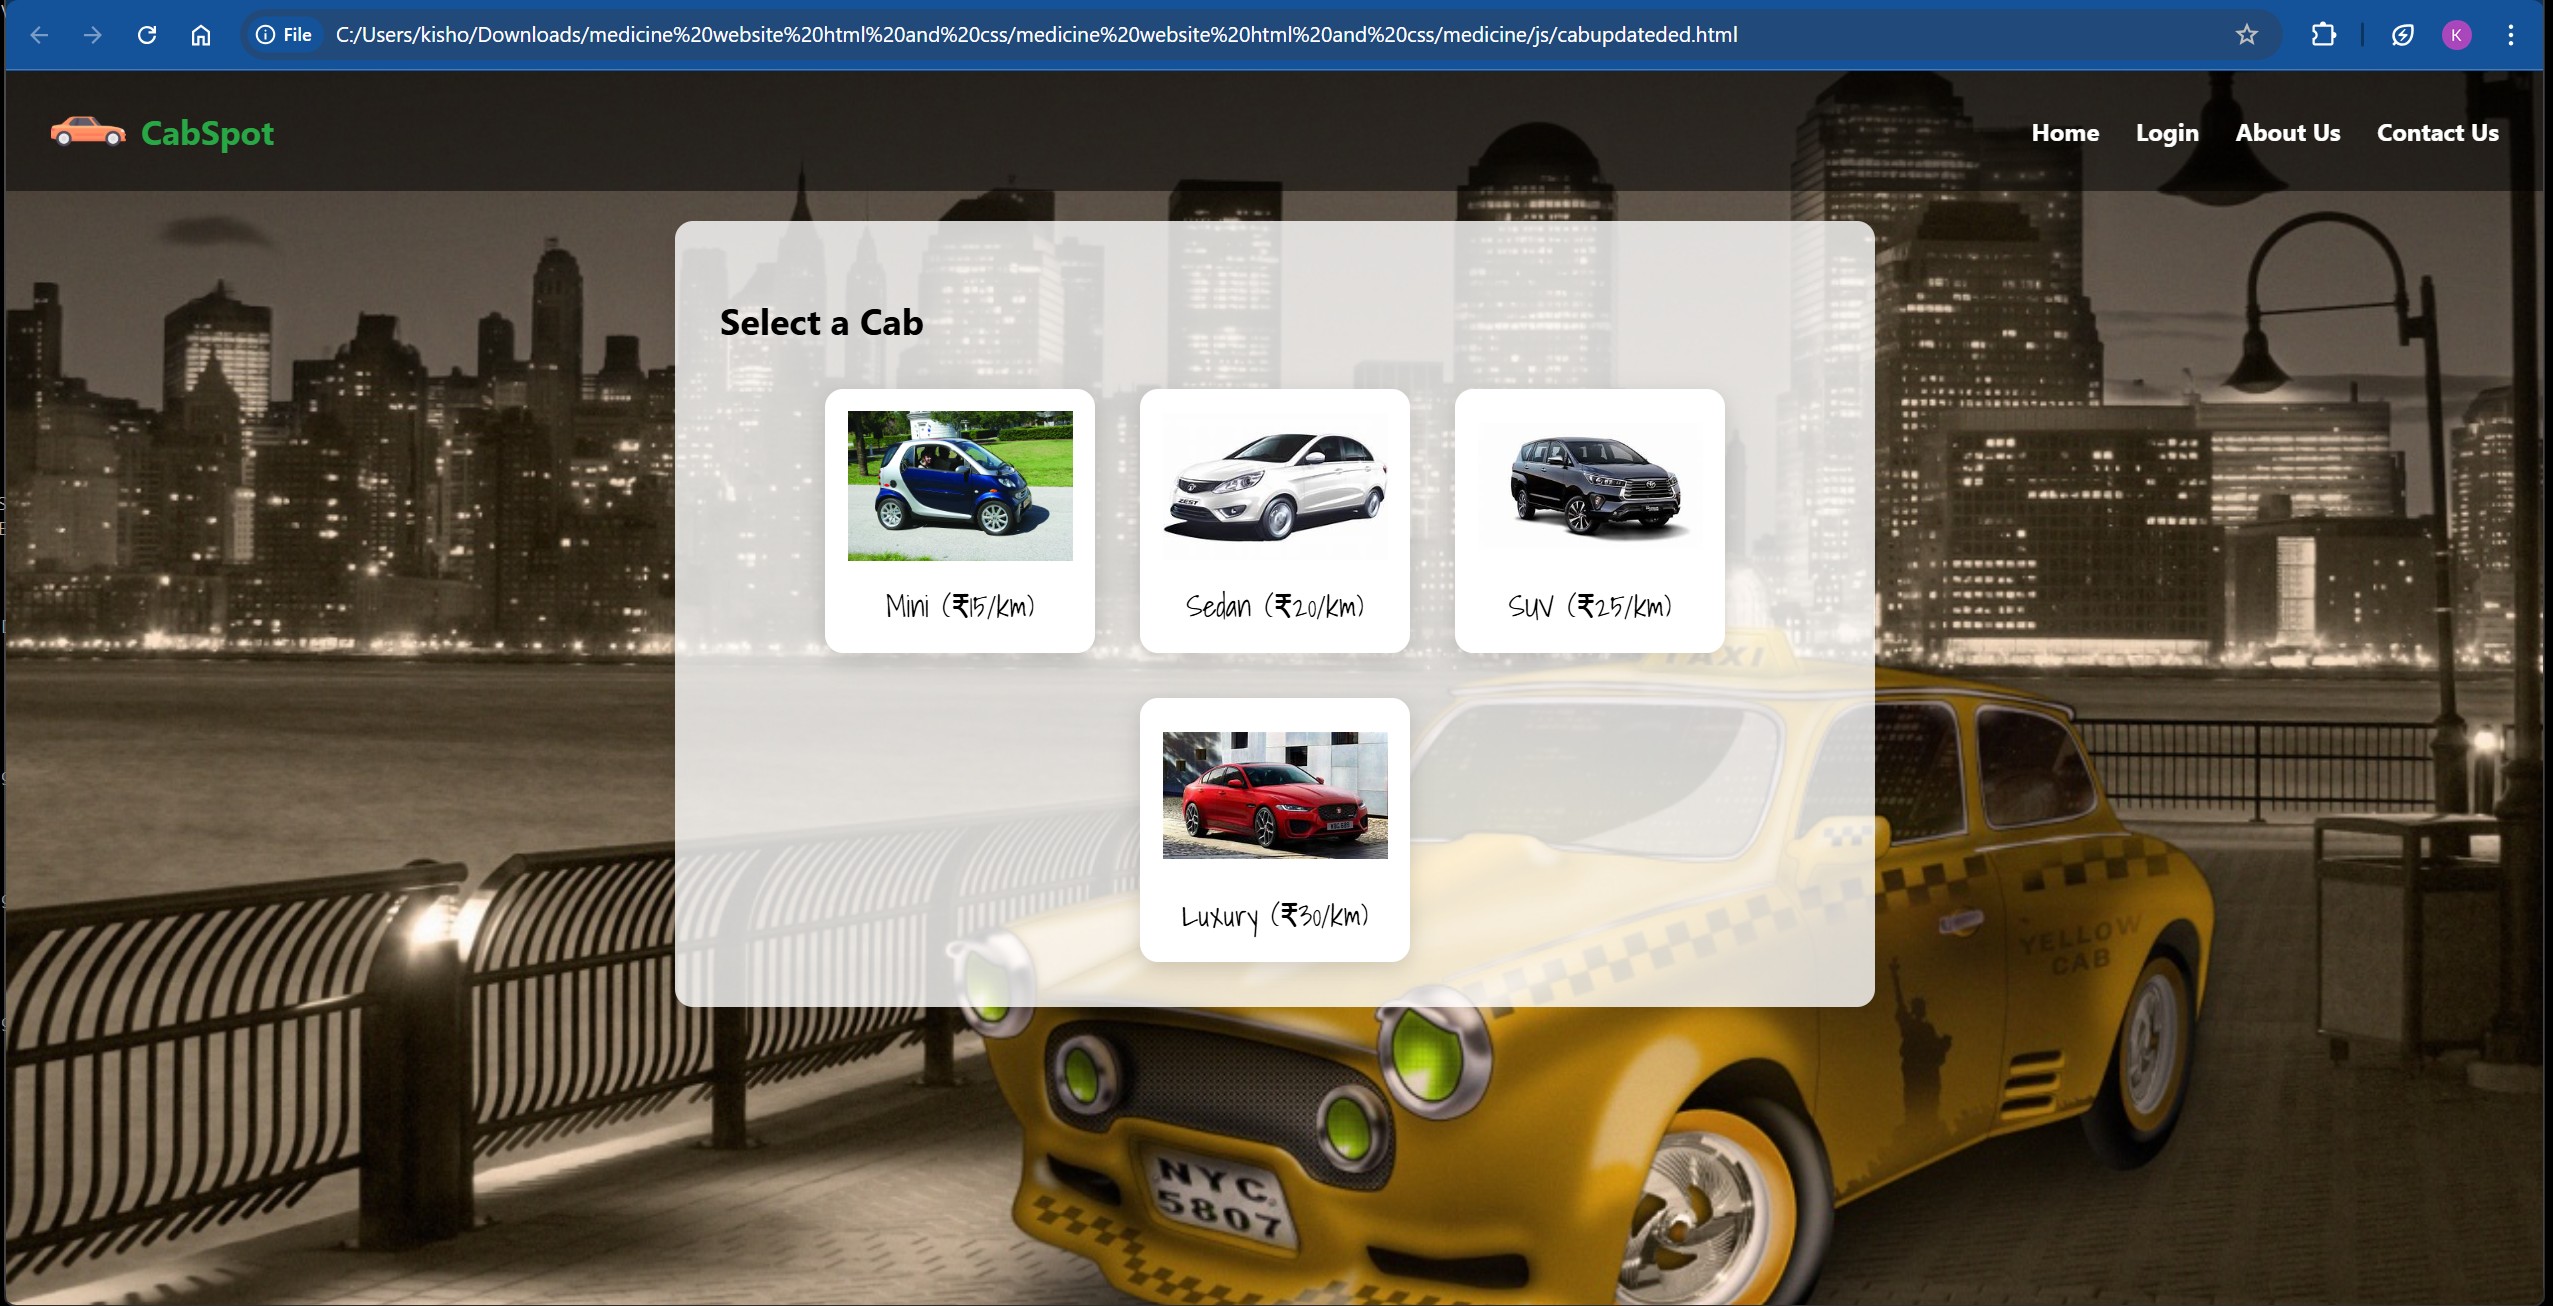 File C:/Users/kisho/Downloads/medicine%20website%20html%20and%20css/medicine%20website%20html%20and%20css/medicine/js/cabupdateded.html
K
CabSpot
Home Login About Us Contact Us
Select a Cab
ZEST
Mini (₹15/km)
Sedan (₹20/km)
SUV (₹25/km)
TAXI
Luxury (₹30/km)
YELLOW
CAB
NYC
5807